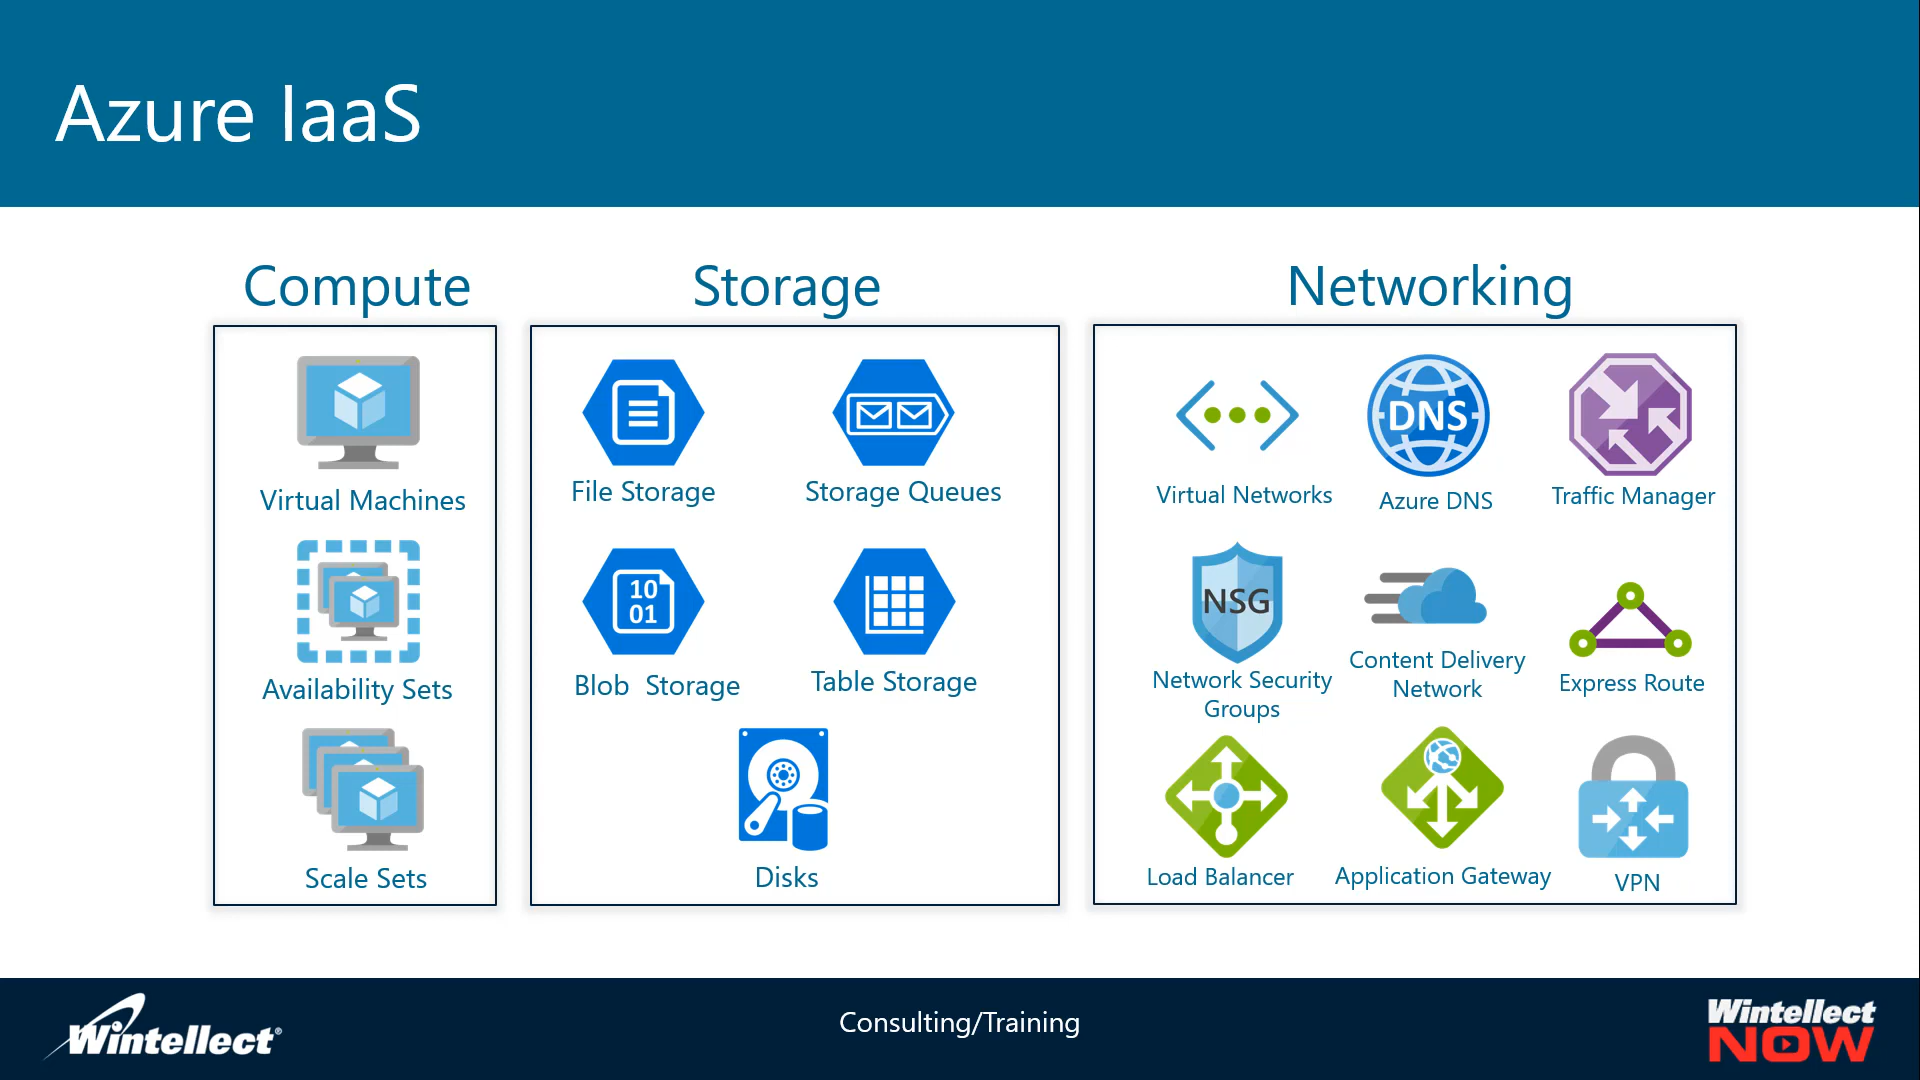 Azure IaaS
Compute
Virtual Machines
Availability Sets
Scale Sets
Storage
File Storage
Storage Queues
10
01
Blob Storage
Table Storage
Disks
Networking
Virtual Networks
DNS
Azure DNS
Traffic Manager
NSG
Network Security
Groups
Content Delivery
Network
Express Route
Load Balancer
Application Gateway
VPN
Wintellect®
Consulting/Training
Wintellect
NOW